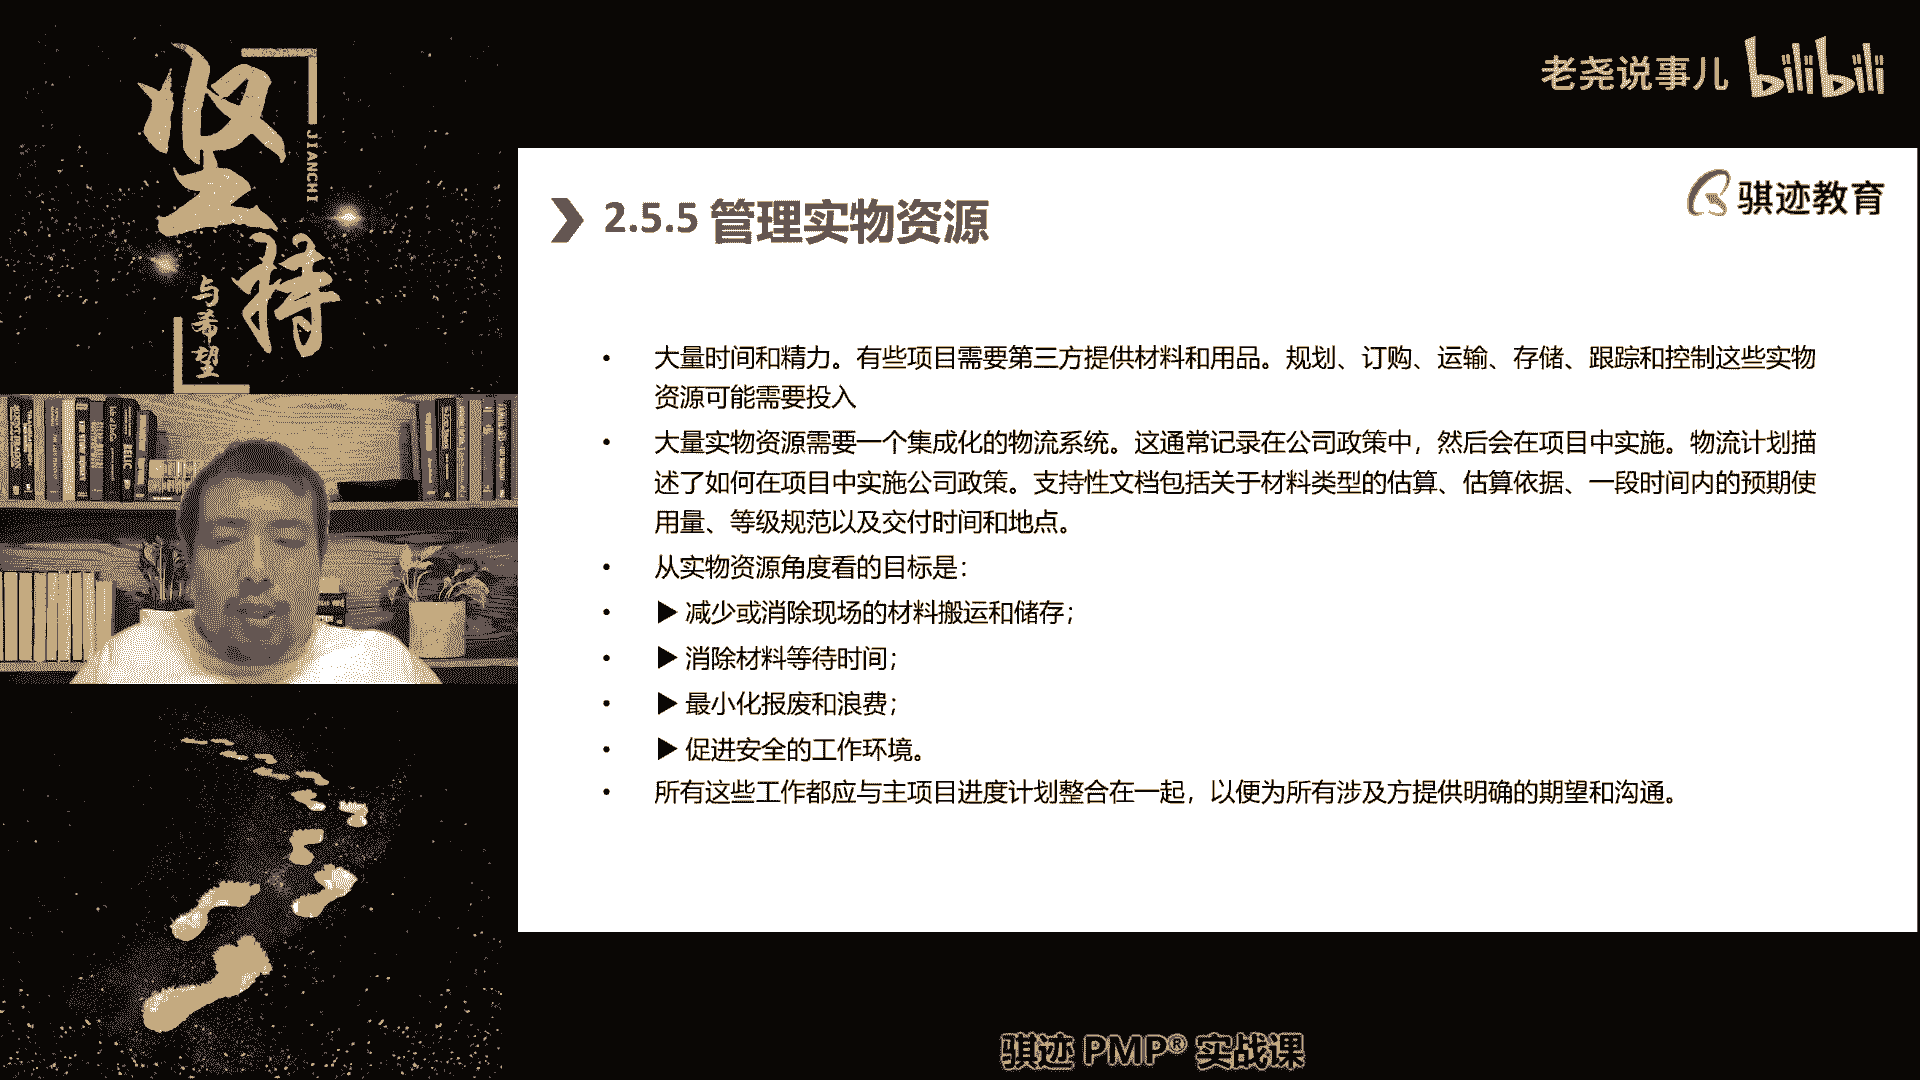 坚持
JIANCHI
与希望
老尧说事儿 bilibili
骐迹教育
2.5.5 管理实物资源
• 大量时间和精力。有些项目需要第三方提供材料和用品。规划、订购、运输、存储、跟踪和控制这些实物
资源可能需要投入
• 大量实物资源需要一个集成化的物流系统。这通常记录在公司政策中，然后会在项目中实施。物流计划描
述了如何在项目中实施公司政策。支持性文档包括关于材料类型的估算、估算依据、一段时间内的预期使
用量、等级规范以及交付时间和地点。
• 从实物资源角度看的目标是：
• ▶ 减少或消除现场的材料搬运和储存；
• ▶ 消除材料等待时间；
• ▶ 最小化报废和浪费；
• ▶ 促进安全的工作环境。
• 所有这些工作都应与主项目进度计划整合在一起，以便为所有涉及方提供明确的期望和沟通。
骐迹 PMP® 实战课